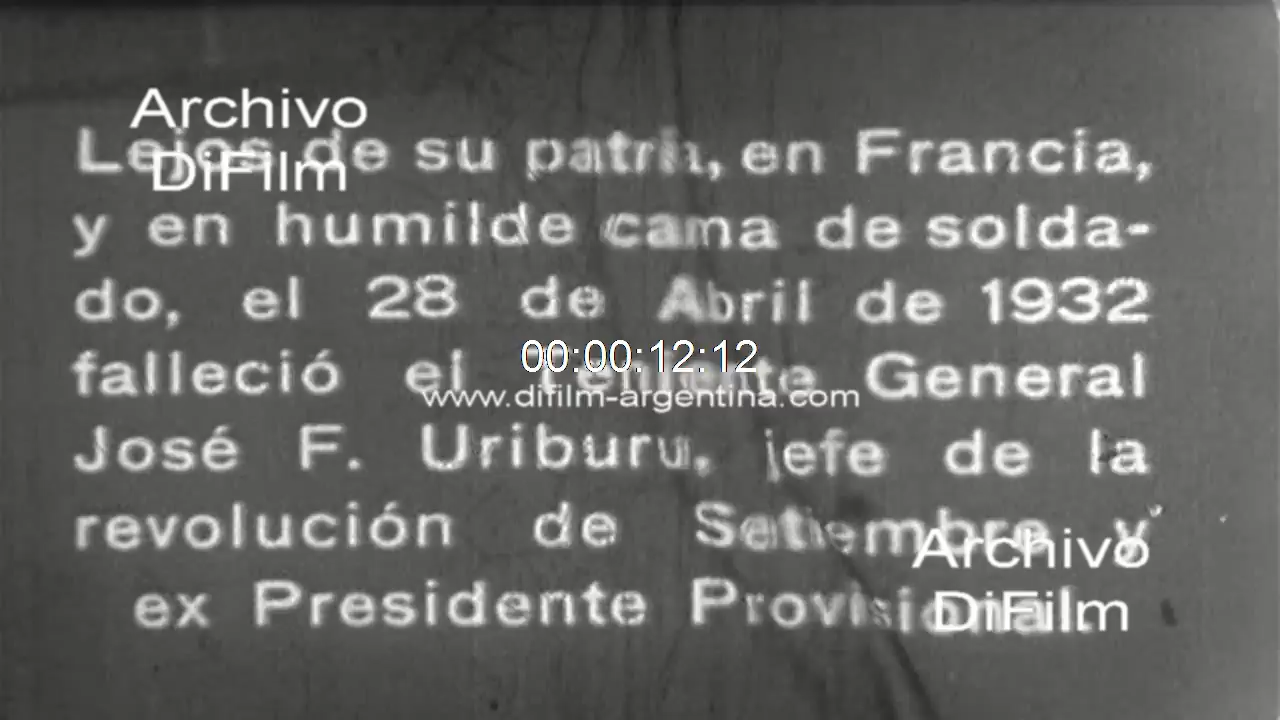 Archivo
DiFilm
Lejos de su patria, en Francia,
y en humilde cama de solda-
do, el 28 de Abril de 1932
00:00:12:12
falleció el Teniente General
www.difilm-argentina.com
José F. Uriburu, jefe de la
revolución de Setiembre y
ex Presidente Provisional.
Archivo
DiFilm